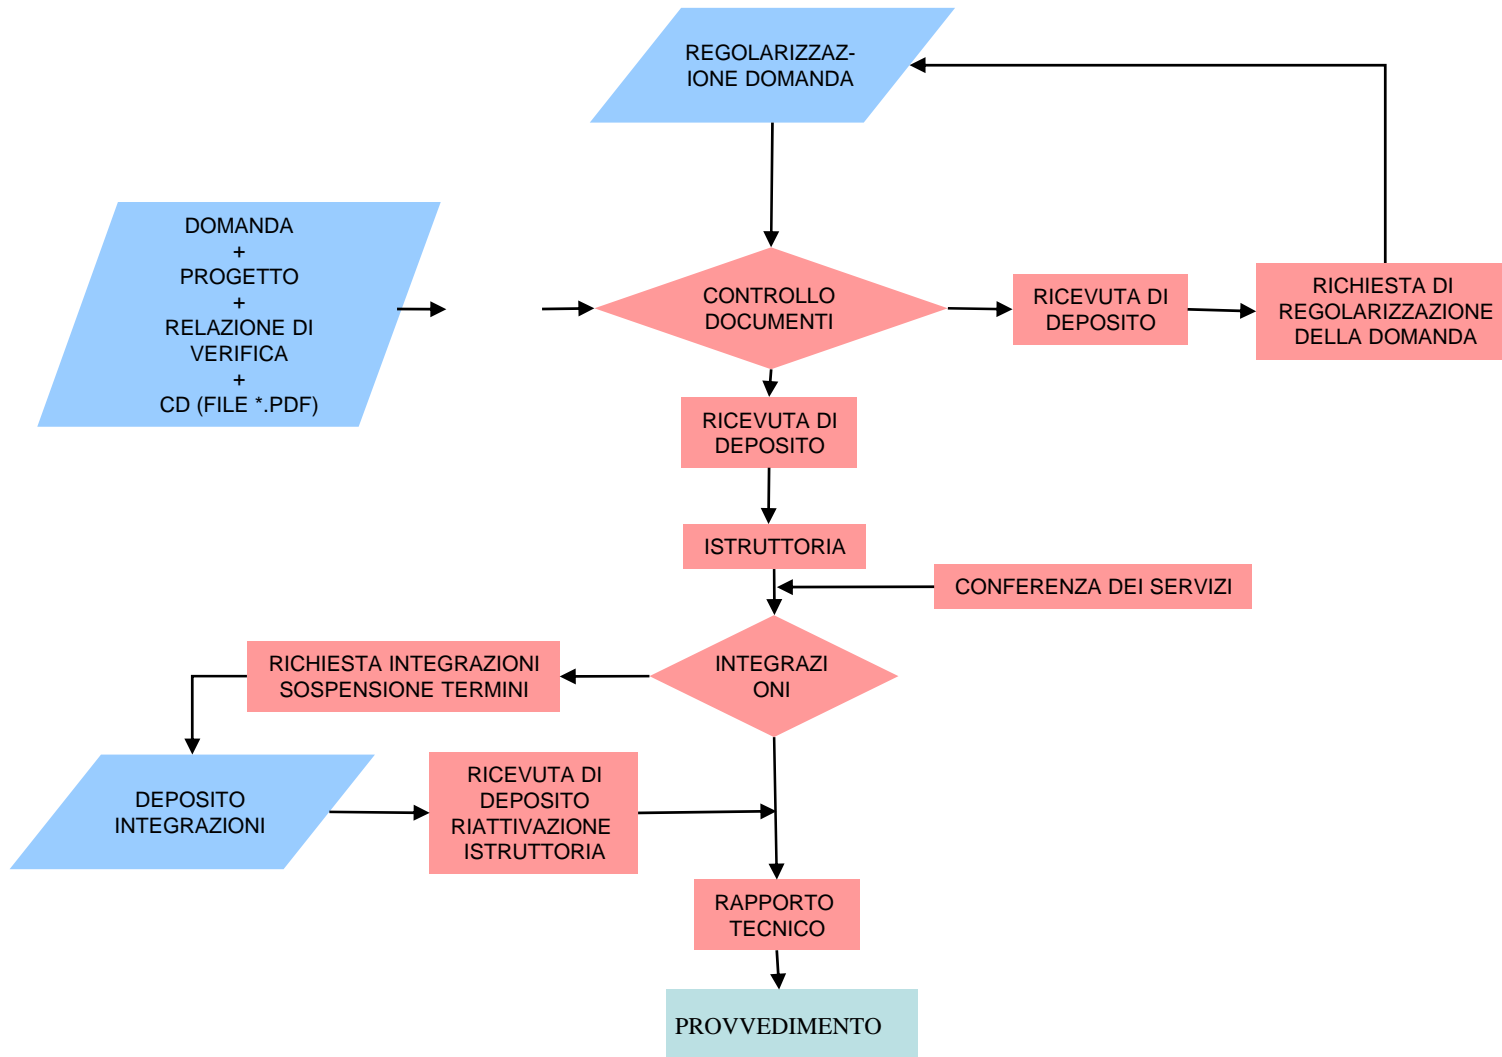 REGOLARIZZAZ-
IONE DOMANDA
DOMANDA
+
PROGETTO
+
RELAZIONE DI
VERIFICA
+
CD (FILE *.PDF)
CONTROLLO
DOCUMENTI
RICEVUTA DI
DEPOSITO
RICHIESTA DI
REGOLARIZZAZIONE
DELLA DOMANDA
RICEVUTA DI
DEPOSITO
ISTRUTTORIA
CONFERENZA DEI SERVIZI
INTEGRAZI
ONI
RICHIESTA INTEGRAZIONI
SOSPENSIONE TERMINI
DEPOSITO
INTEGRAZIONI
RICEVUTA DI
DEPOSITO
RIATTIVAZIONE
ISTRUTTORIA
RAPPORTO
TECNICO
PROVVEDIMENTO